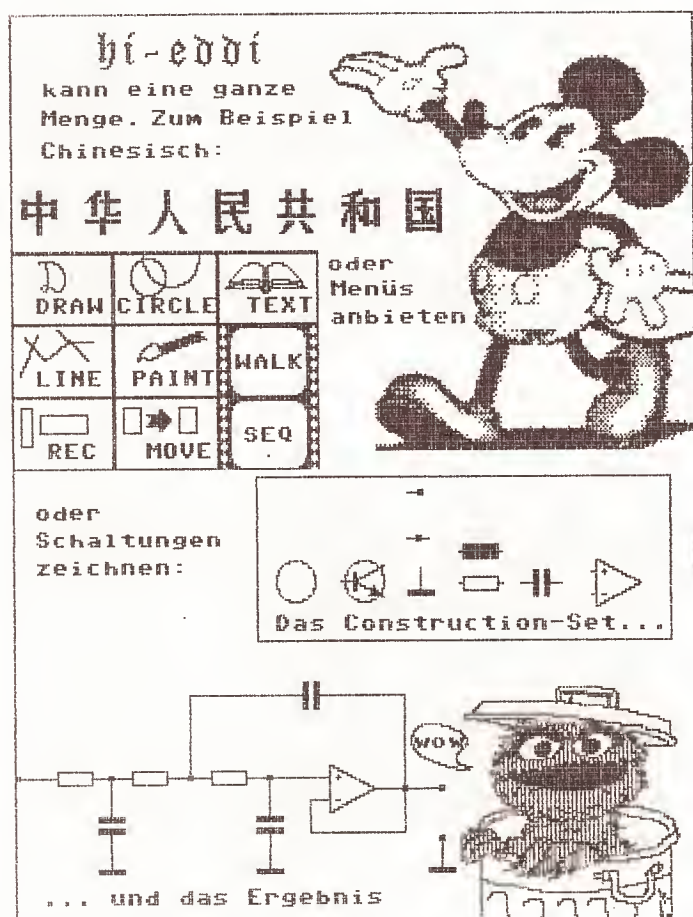 hi-eddi
kann eine ganze
Menge. Zum Beispiel
Chinesisch:
中华人民共和国
oder
Menüs
anbieten
DRAW CIRCLE TEXT
LINE PAINT WALK
REC MOVE SEQ
oder
Schaltungen
zeichnen:
Das Construction-Set...
wow
... und das Ergebnis